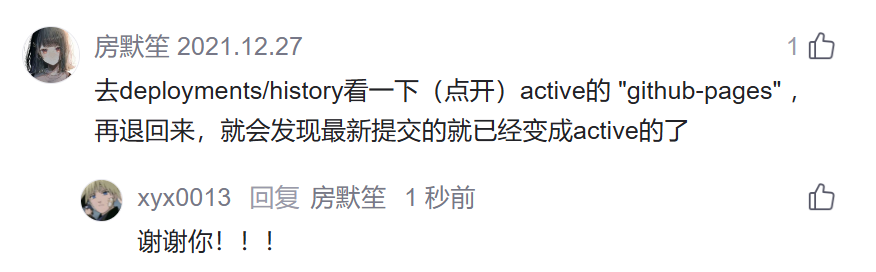 房默笙 2021.12.27 1
去deployments/history看一下（点开）active的 "github-pages" ，
再退回来，就会发现最新提交的就已经变成active的了
xyx0013 回复 房默笙 1 秒前
谢谢你！！！